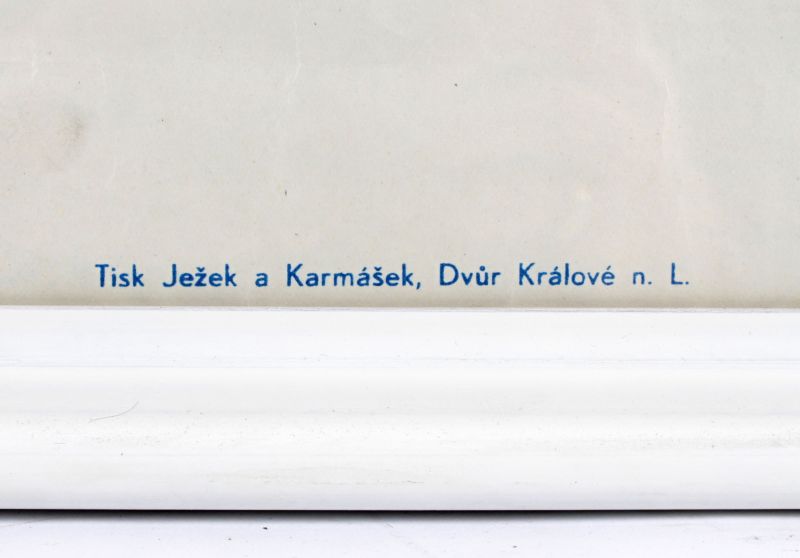 Tisk Ježek a Karmášek, Dvůr Králové n. L.